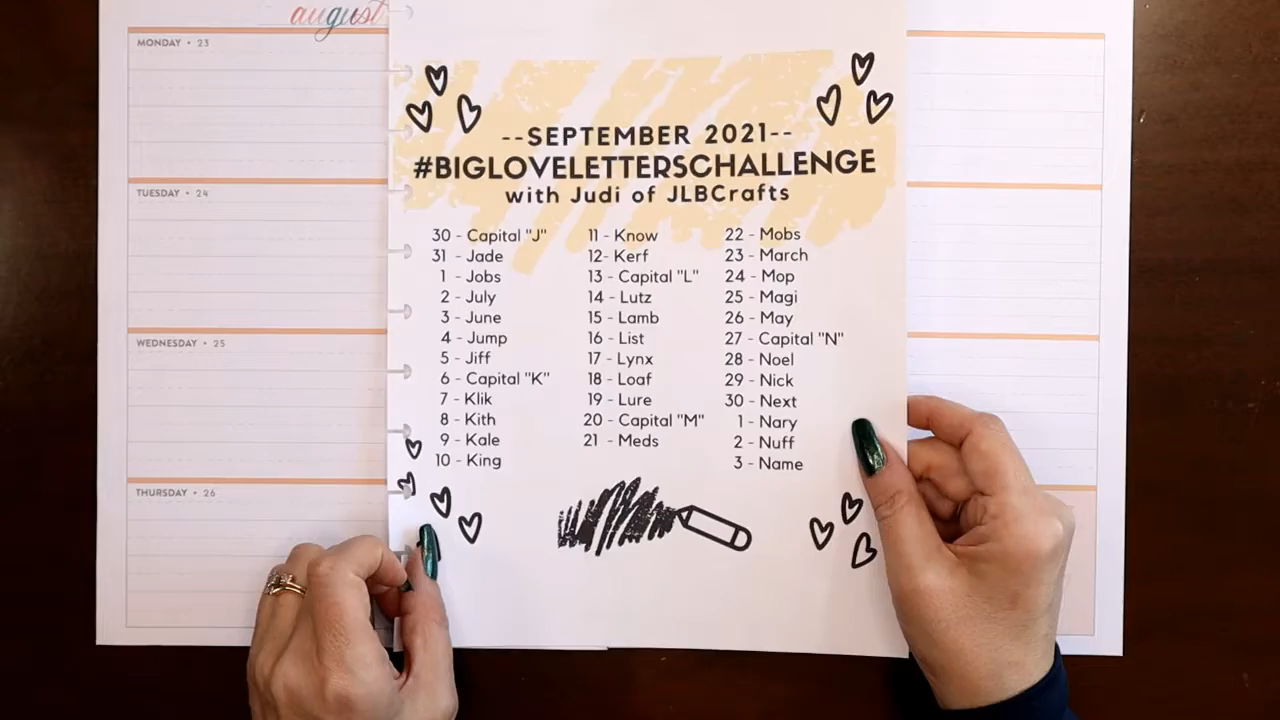 august
MONDAY • 23
TUESDAY • 24
WEDNESDAY • 25
THURSDAY • 26
--SEPTEMBER 2021--
#BIGLOVELETTERSCHALLENGE
with Judi of JLBCrafts
30 - Capital "J"
31 - Jade
1 - Jobs
2 - July
3 - June
4 - Jump
5 - Jiff
6 - Capital "K"
7 - Klik
8 - Kith
9 - Kale
10 - King
11 - Know
12- Kerf
13 - Capital "L"
14 - Lutz
15 - Lamb
16 - List
17 - Lynx
18 - Loaf
19 - Lure
20 - Capital "M"
21 - Meds
22 - Mobs
23 - March
24 - Mop
25 - Magi
26 - May
27 - Capital "N"
28 - Noel
29 - Nick
30 - Next
1 - Nary
2 - Nuff
3 - Name